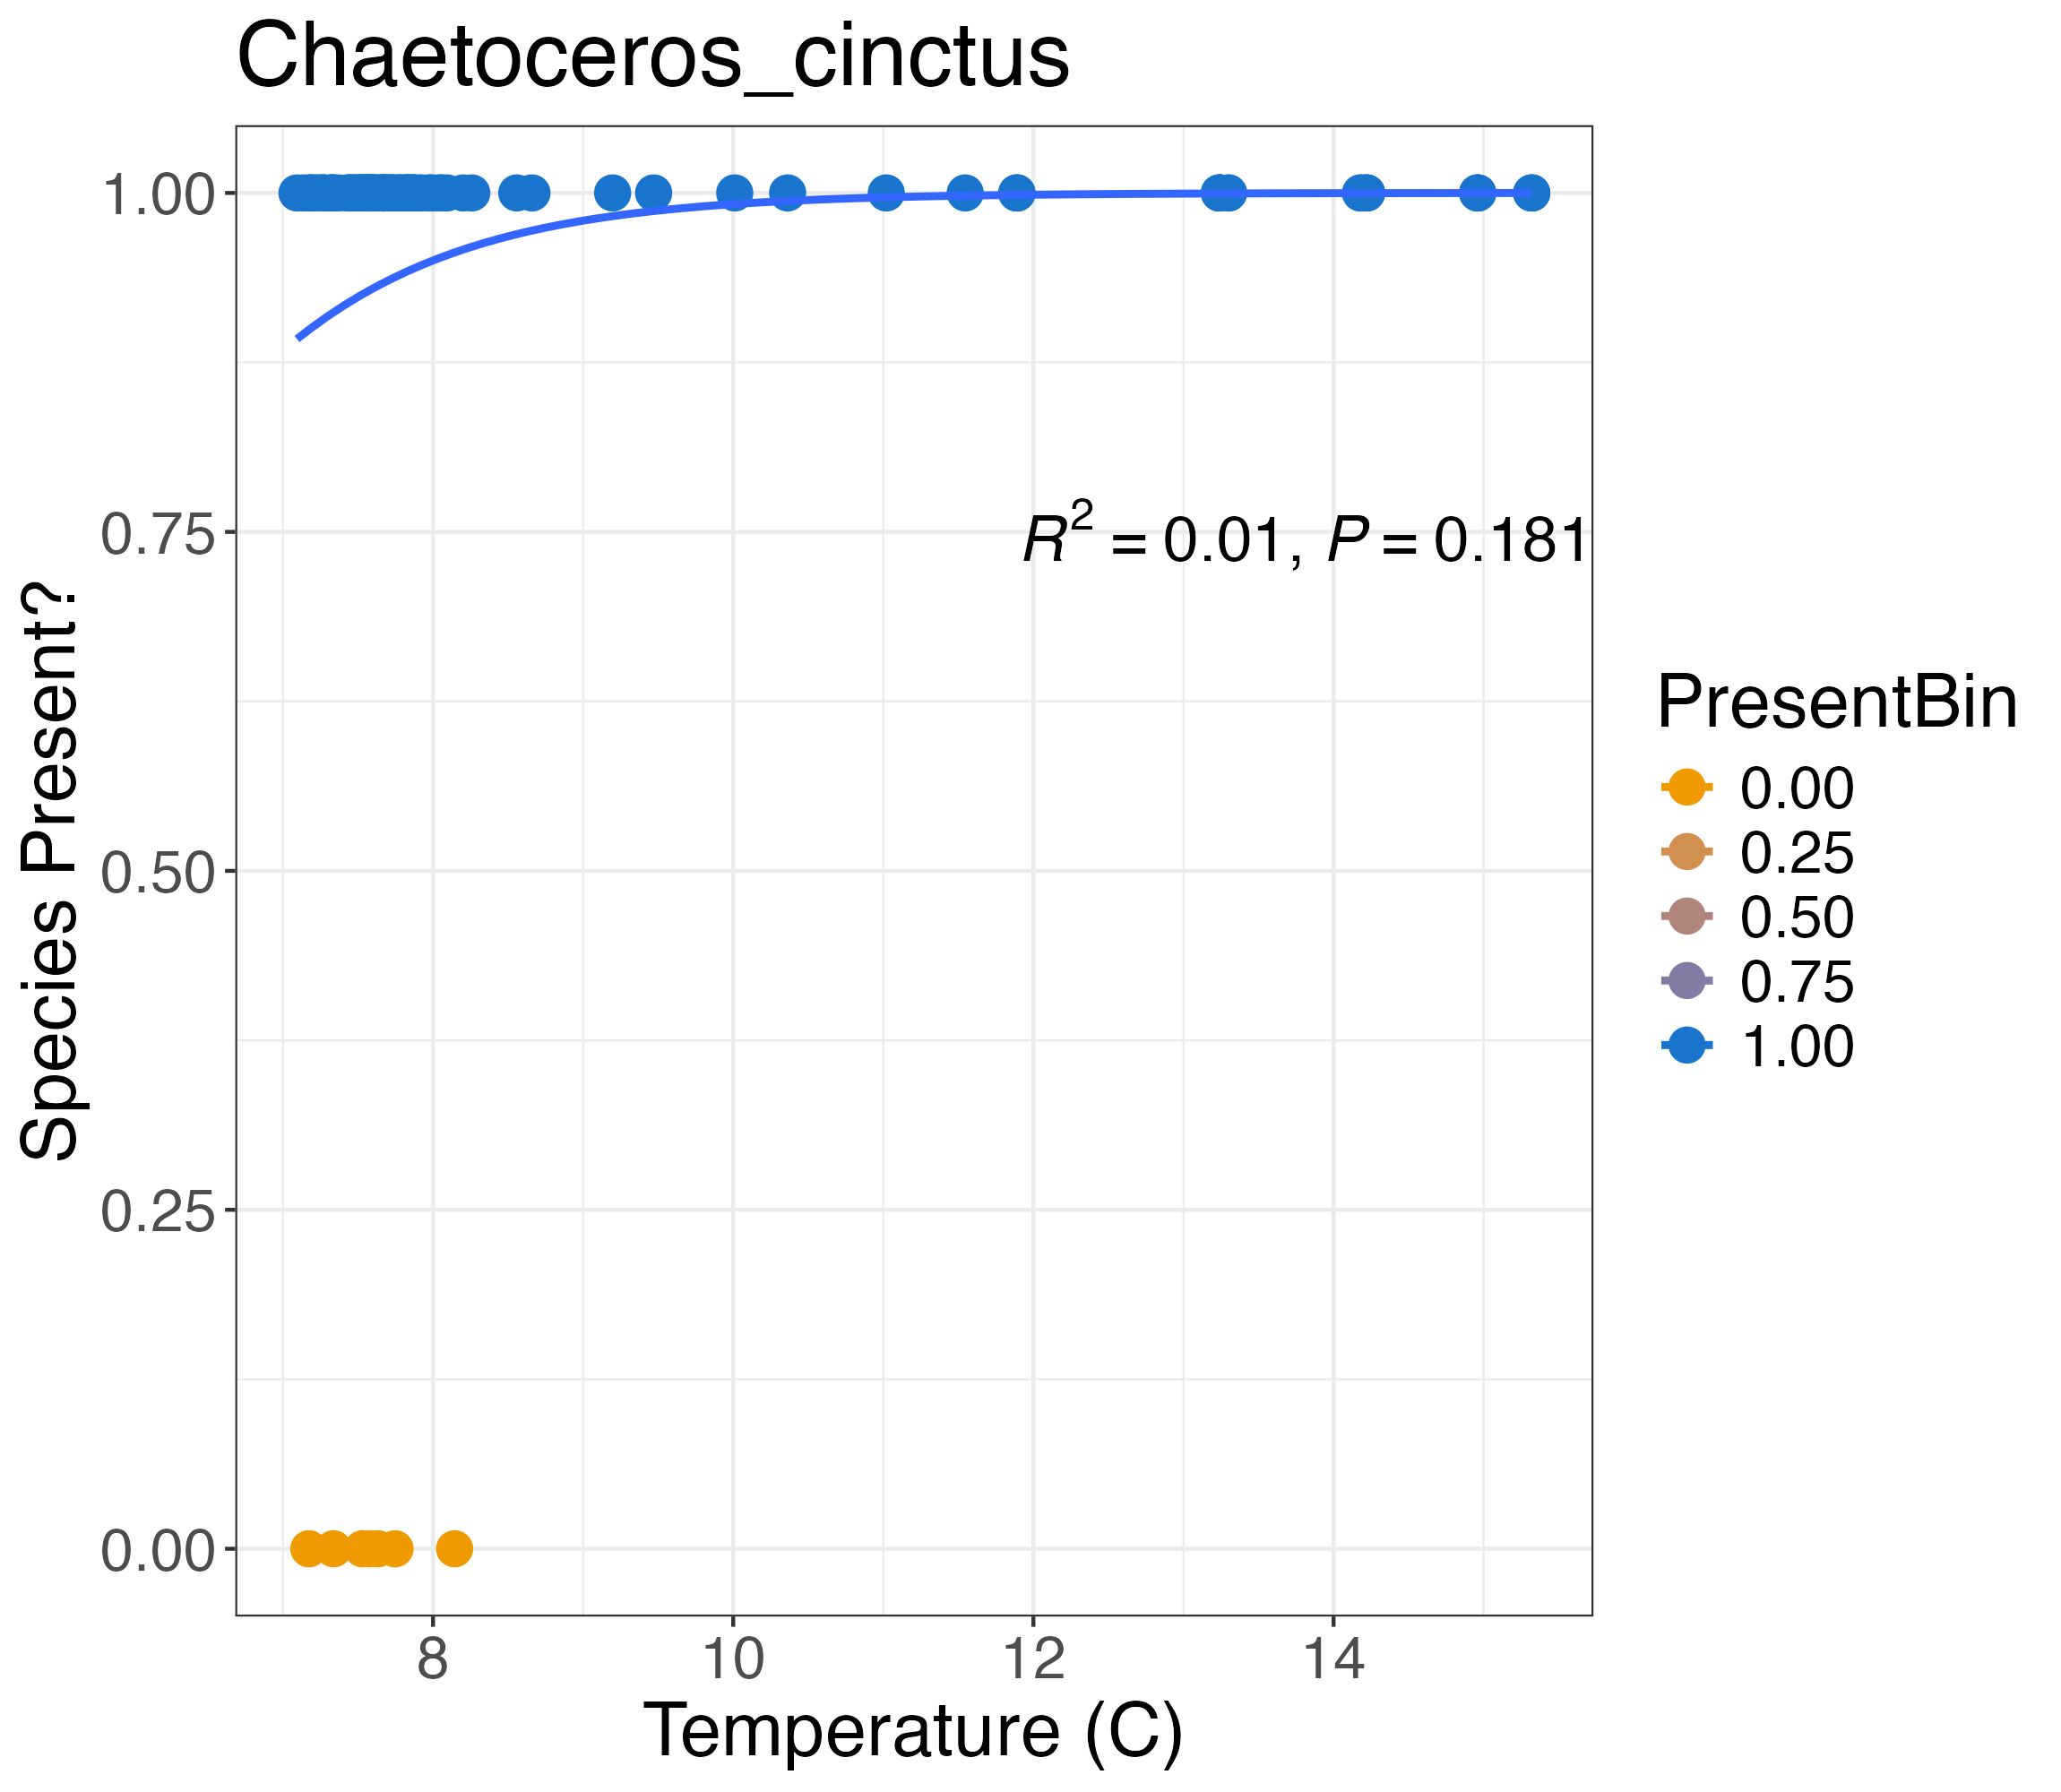 Chaetoceros_cinctus
1.00
0.75
0.50
0.25
0.00
Species Present?
R² = 0.01, P = 0.181
8 10 12 14
Temperature (C)
PresentBin
0.00
0.25
0.50
0.75
1.00